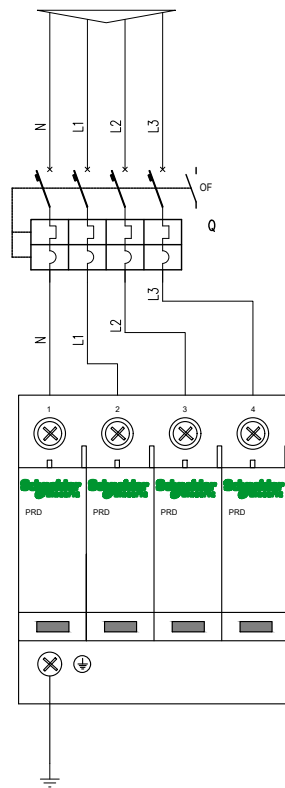 N L1 L2 L3
OF
Q
N L1 L2 L3
1 2 3 4
Schneider Schneider Schneider Schneider
Electric Electric Electric Electric
PRD PRD PRD PRD